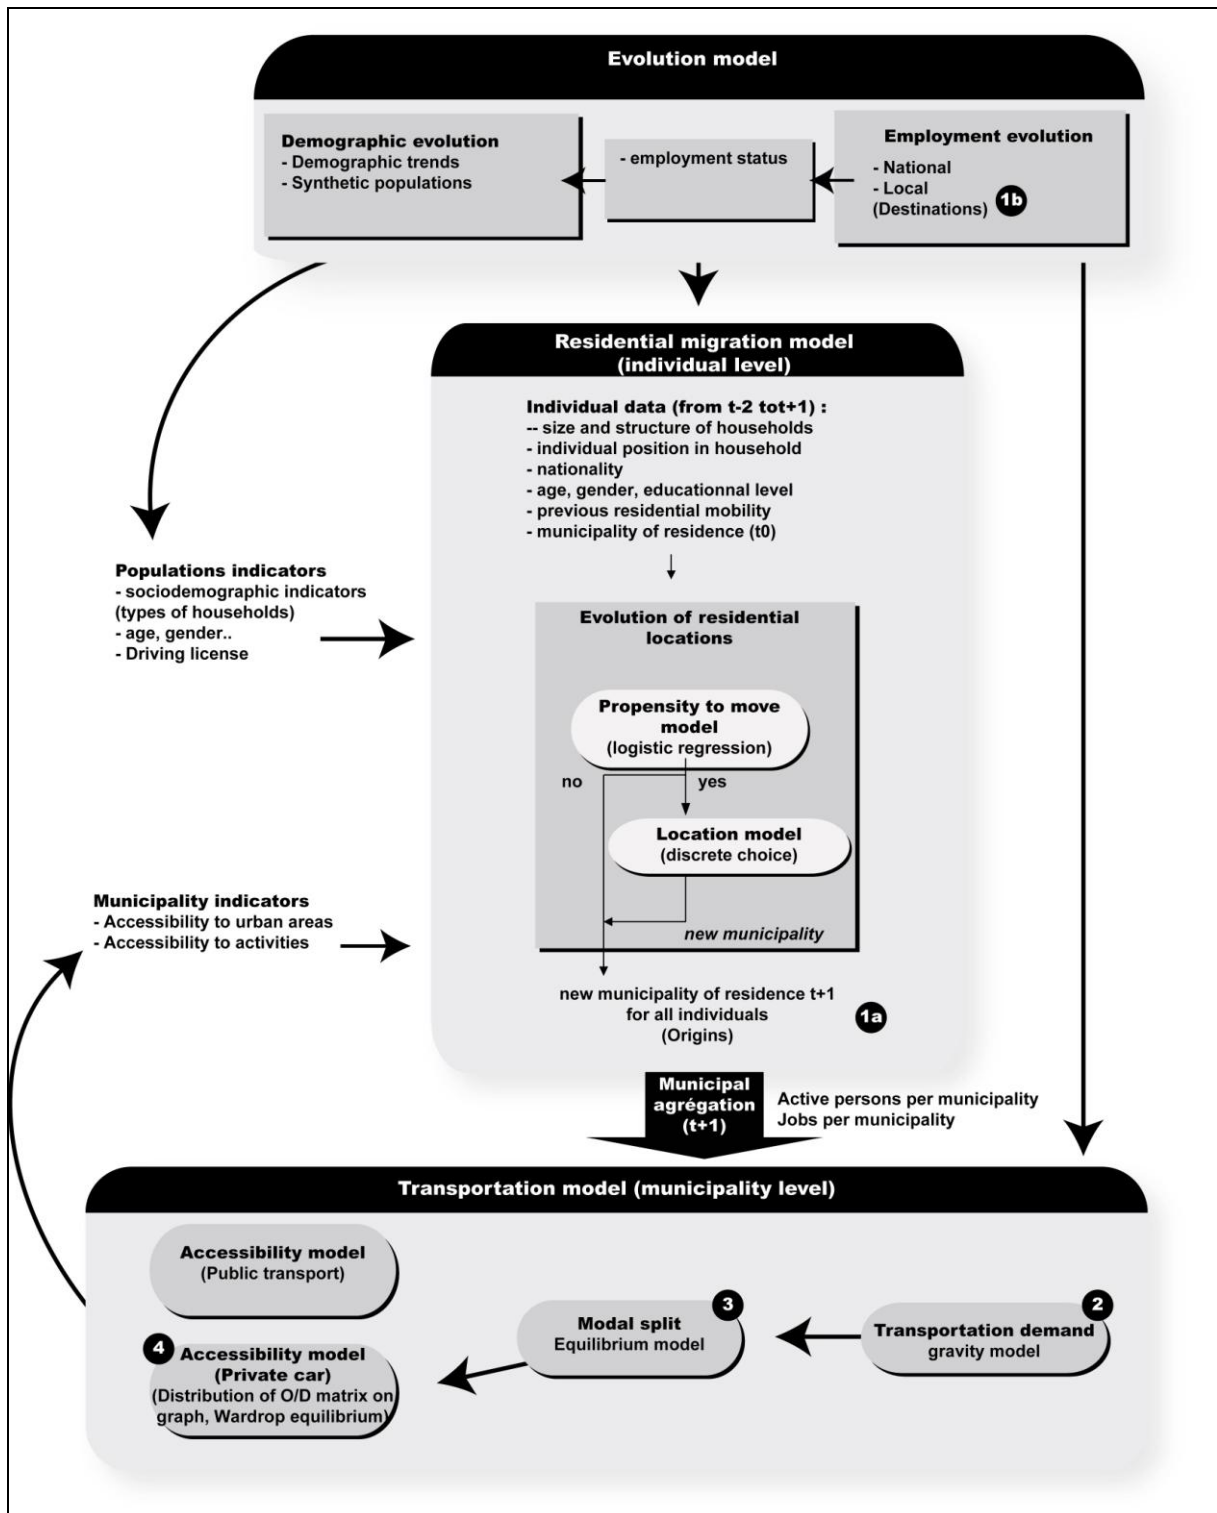 Evolution model
Demographic evolution
- Demographic trends
- Synthetic populations
- employment status
Employment evolution
- National
- Local
(Destinations)
1b
Residential migration model
(individual level)
Individual data (from t-2 tot+1) :
-- size and structure of households
- individual position in household
- nationality
- age, gender, educationnal level
- previous residential mobility
- municipality of residence (t0)
Populations indicators
- sociodemographic indicators
(types of households)
- age, gender..
- Driving license
Evolution of residential
locations
Propensity to move
model
(logistic regression)
no
yes
Location model
(discrete choice)
new municipality
Municipality indicators
- Accessibility to urban areas
- Accessibility to activities
new municipality of residence t+1
for all individuals
(Origins)
1a
Municipal
agrégation
(t+1)
Active persons per municipality
Jobs per municipality
Transportation model (municipality level)
Accessibility model
(Public transport)
4
Accessibility model
(Private car)
(Distribution of O/D matrix on
graph, Wardrop equilibrium)
3
Modal split
Equilibrium model
2
Transportation demand
gravity model